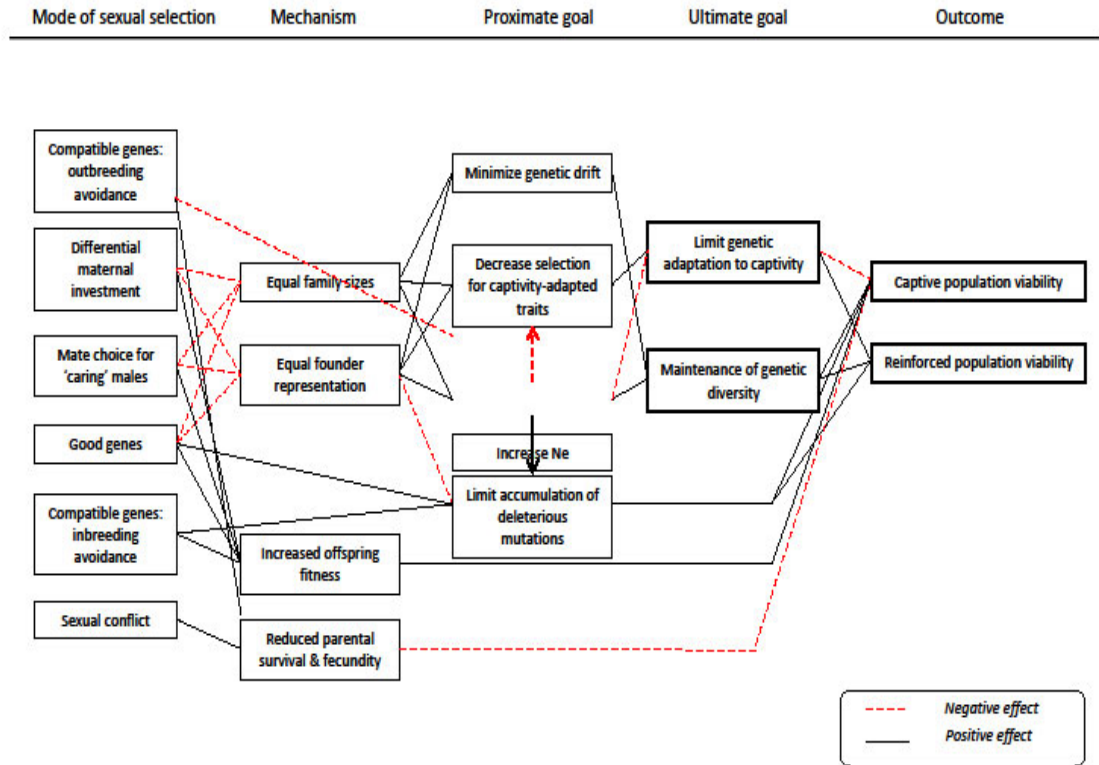 Mode of sexual selection
Mechanism
Proximate goal
Ultimate goal
Outcome
Compatible genes:
outbreeding
avoidance
Differential
maternal
investment
Mate choice for
'caring' males
Good genes
Compatible genes:
inbreeding
avoidance
Sexual conflict
Equal family sizes
Equal founder
representation
Increased offspring
fitness
Reduced parental
survival & fecundity
Minimize genetic drift
Decrease selection
for captivity-adapted
traits
Increase Ne
Limit accumulation of
deleterious
mutations
Limit genetic
adaptation to captivity
Maintenance of genetic
diversity
Captive population viability
Reinforced population viability
Negative effect
Positive effect